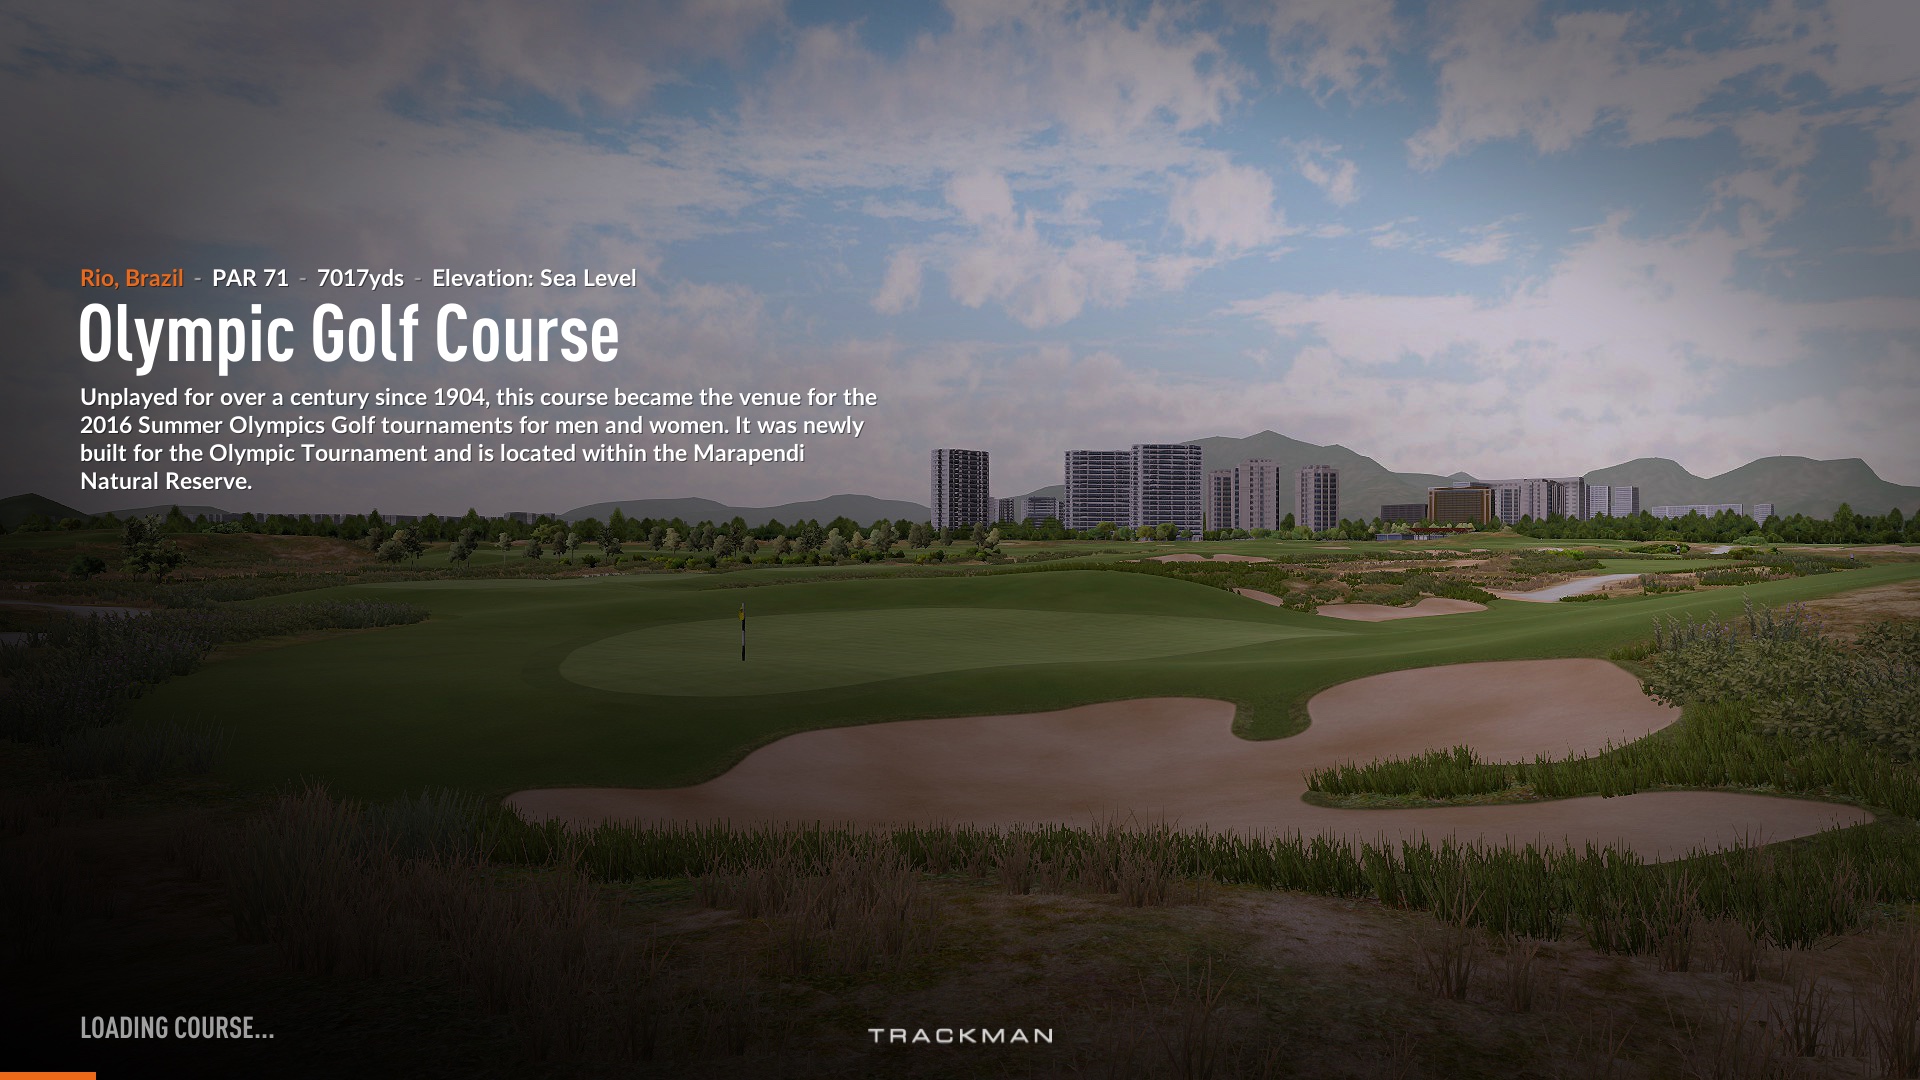 Rio, Brazil - PAR 71 - 7017yds - Elevation: Sea Level
Olympic Golf Course
Unplayed for over a century since 1904, this course became the venue for the
2016 Summer Olympics Golf tournaments for men and women. It was newly
built for the Olympic Tournament and is located within the Marapendi
Natural Reserve.
LOADING COURSE...
TRACKMAN